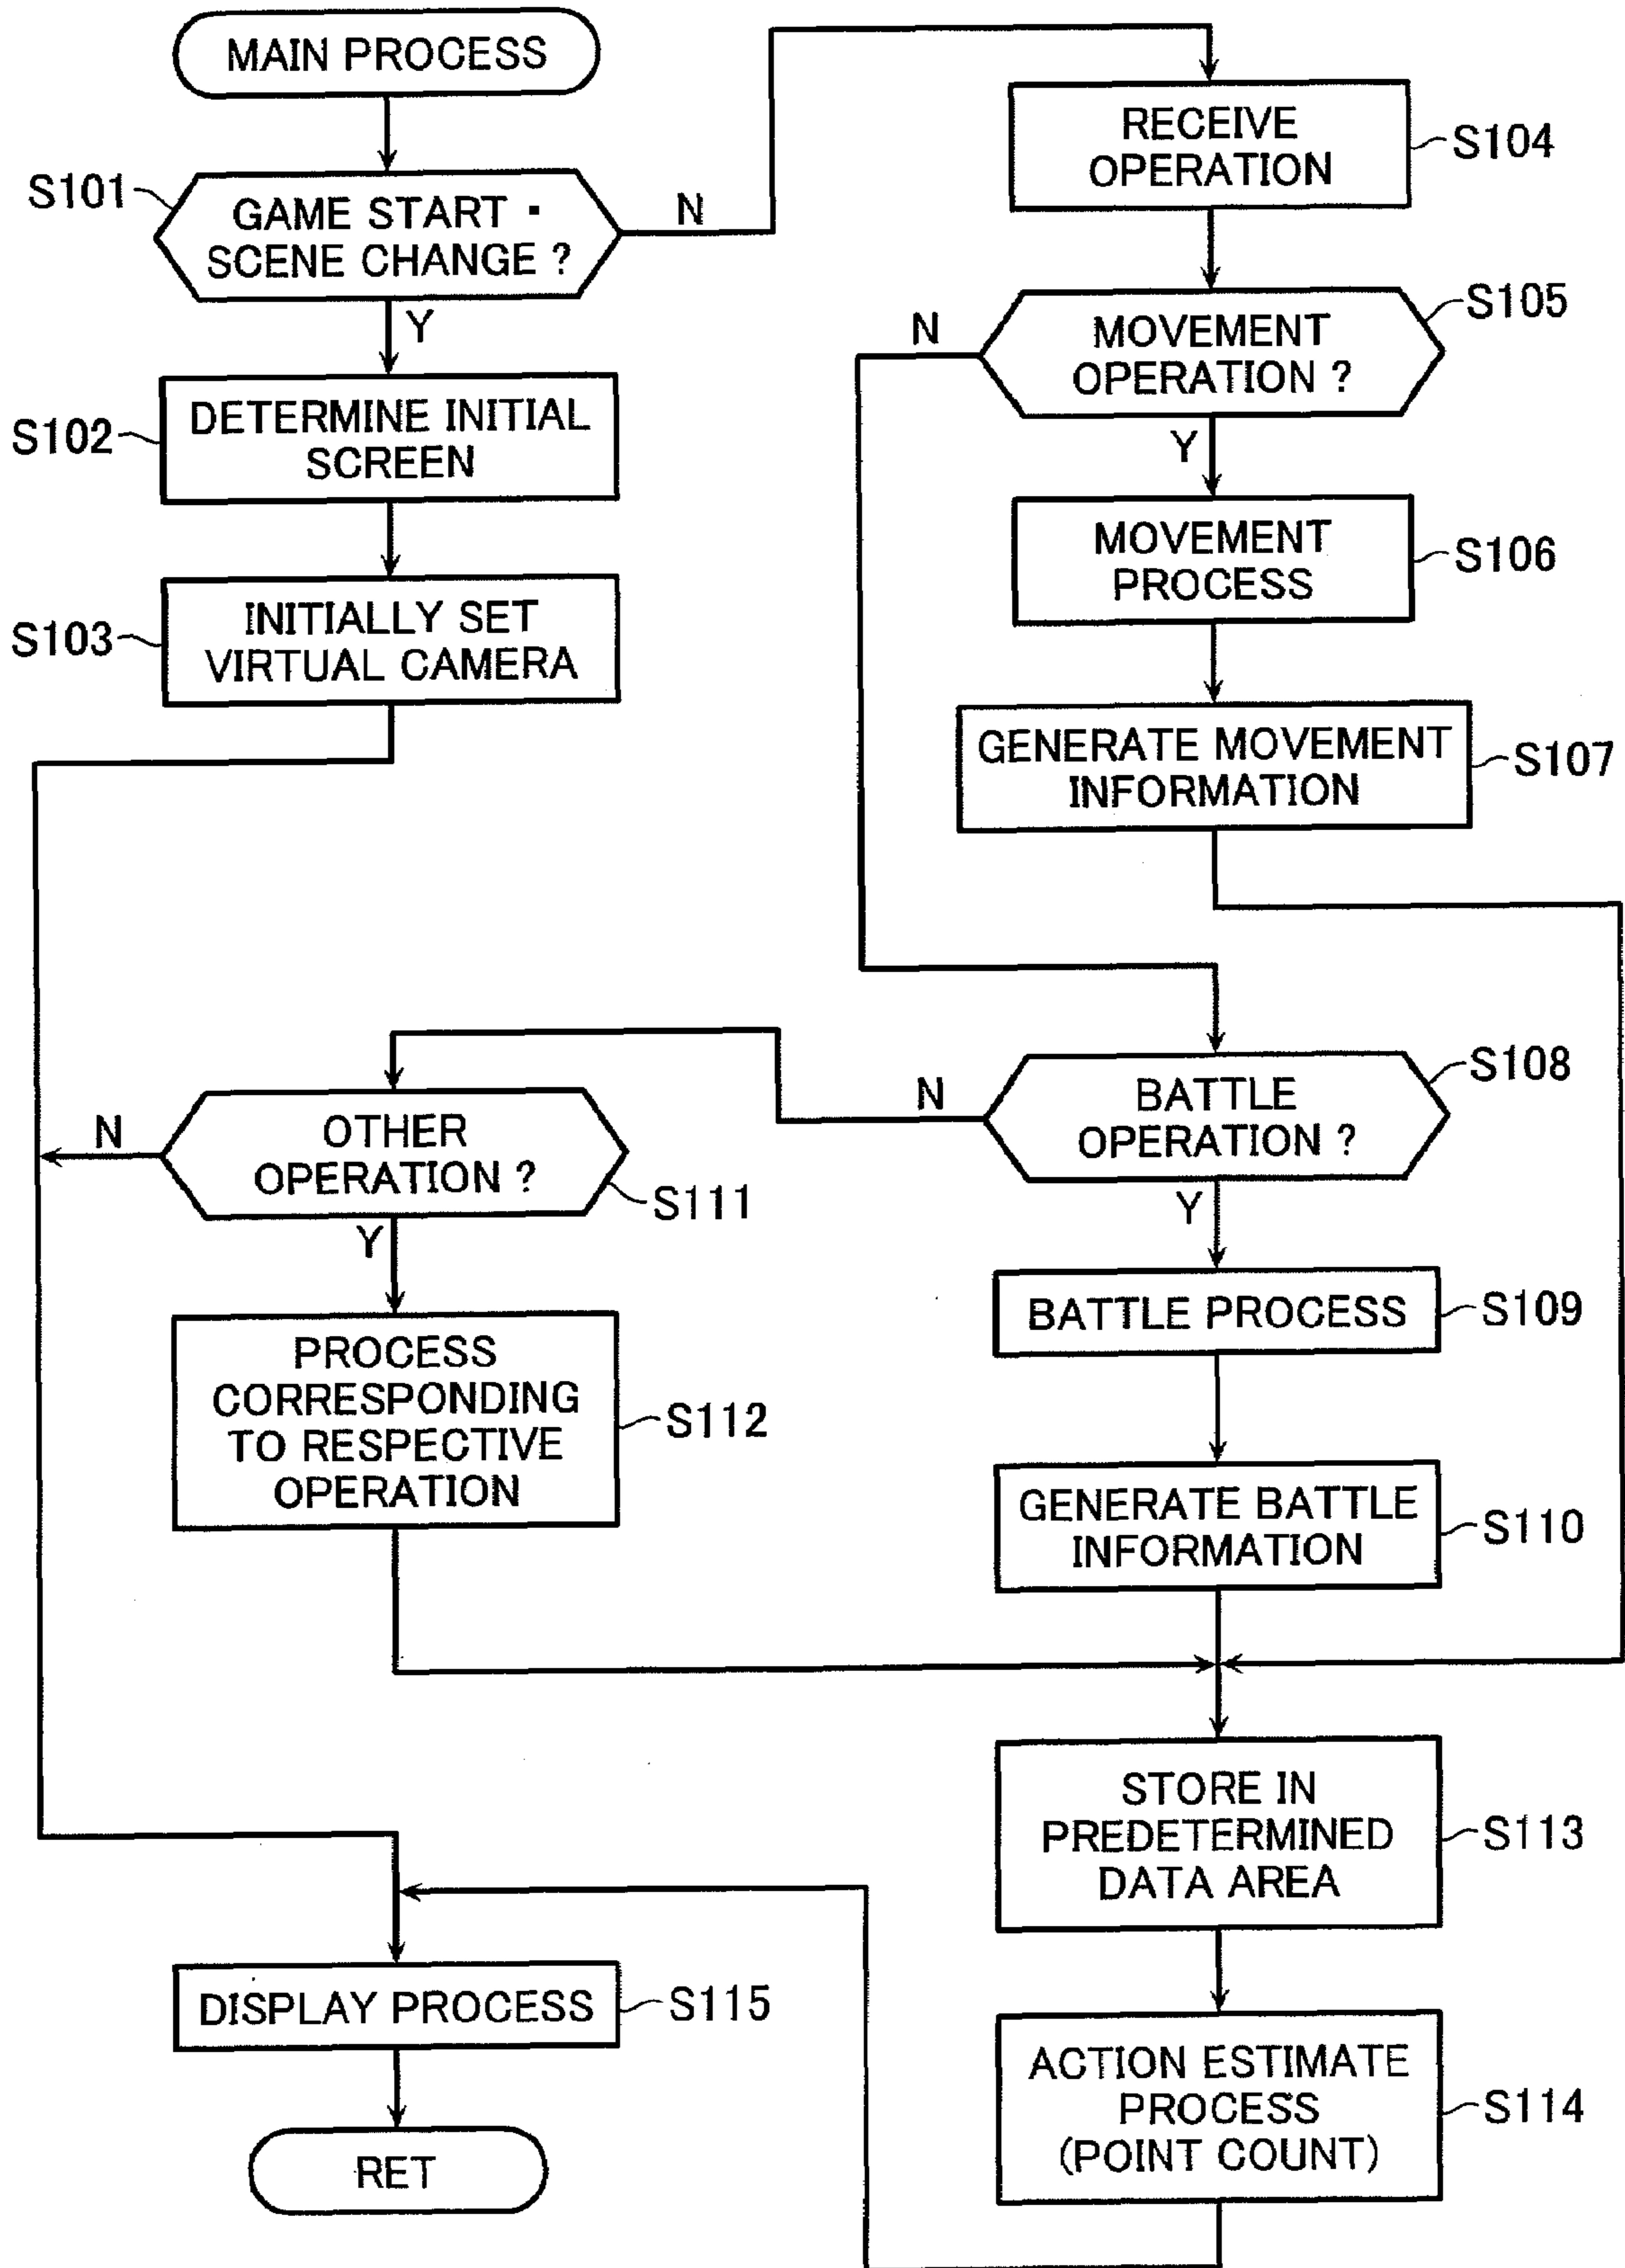 MAIN PROCESS
S101
GAME START ・
SCENE CHANGE ?
N
Y
S102
DETERMINE INITIAL
SCREEN
S103
INITIALLY SET
VIRTUAL CAMERA
RECEIVE
OPERATION
S104
MOVEMENT
OPERATION ?
S105
N
Y
MOVEMENT
PROCESS
S106
GENERATE MOVEMENT
INFORMATION
S107
BATTLE
OPERATION ?
S108
N
Y
BATTLE PROCESS
S109
GENERATE BATTLE
INFORMATION
S110
OTHER
OPERATION ?
S111
N
Y
PROCESS
CORRESPONDING
TO RESPECTIVE
OPERATION
S112
STORE IN
PREDETERMINED
DATA AREA
S113
ACTION ESTIMATE
PROCESS
(POINT COUNT)
S114
DISPLAY PROCESS
S115
RET